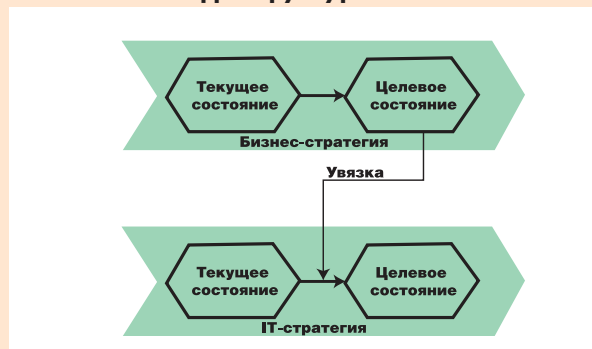 Текущее
состояние
Целевое
состояние
Бизнес-стратегия
Увязка
Текущее
состояние
Целевое
состояние
IT-стратегия